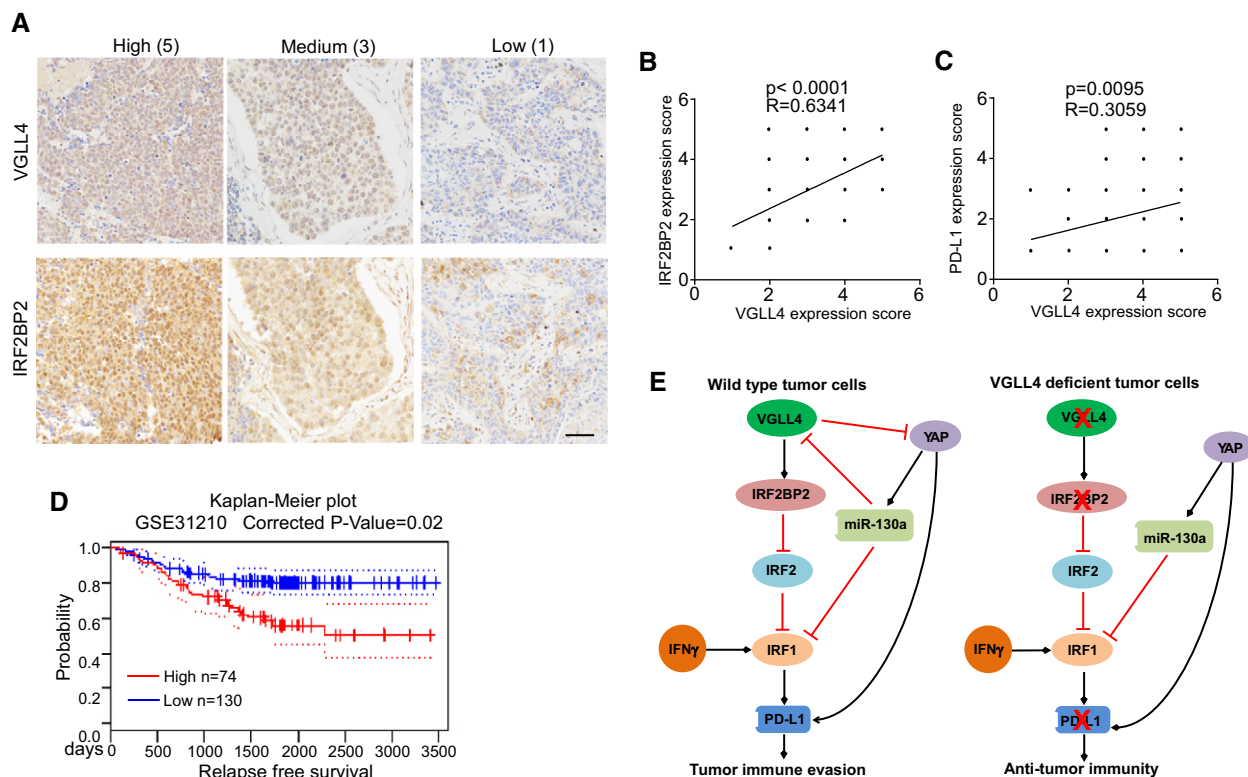 A
High (5)
Medium (3)
Low (1)
VGLL4
IRF2BP2
B
p< 0.0001
R=0.6341
IRF2BP2 expression score
6
4
2
0
0
2
4
6
VGLL4 expression score
C
p=0.0095
R=0.3059
PD-L1 expression score
6
4
2
0
0
2
4
6
VGLL4 expression score
D
Kaplan-Meier plot
GSE31210 Corrected P-Value=0.02
Probability
1.0
0.8
0.6
0.4
0.2
0.0
High n=74
Low n=130
days
0
500
1000
1500
2000
2500
3000
3500
Relapse free survival
E
Wild type tumor cells
VGLL4
YAP
IRF2BP2
miR-130a
IRF2
IFNγ
IRF1
PD-L1
Tumor immune evasion
VGLL4 deficient tumor cells
VGLL4
YAP
IRF2BP2
miR-130a
IRF2
IFNγ
IRF1
PD-L1
Anti-tumor immunity